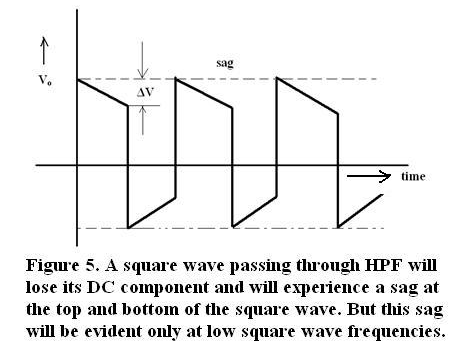 sag
Vo
ΔV
time
Figure 5. A square wave passing through HPF will
lose its DC component and will experience a sag at
the top and bottom of the square wave. But this sag
will be evident only at low square wave frequencies.